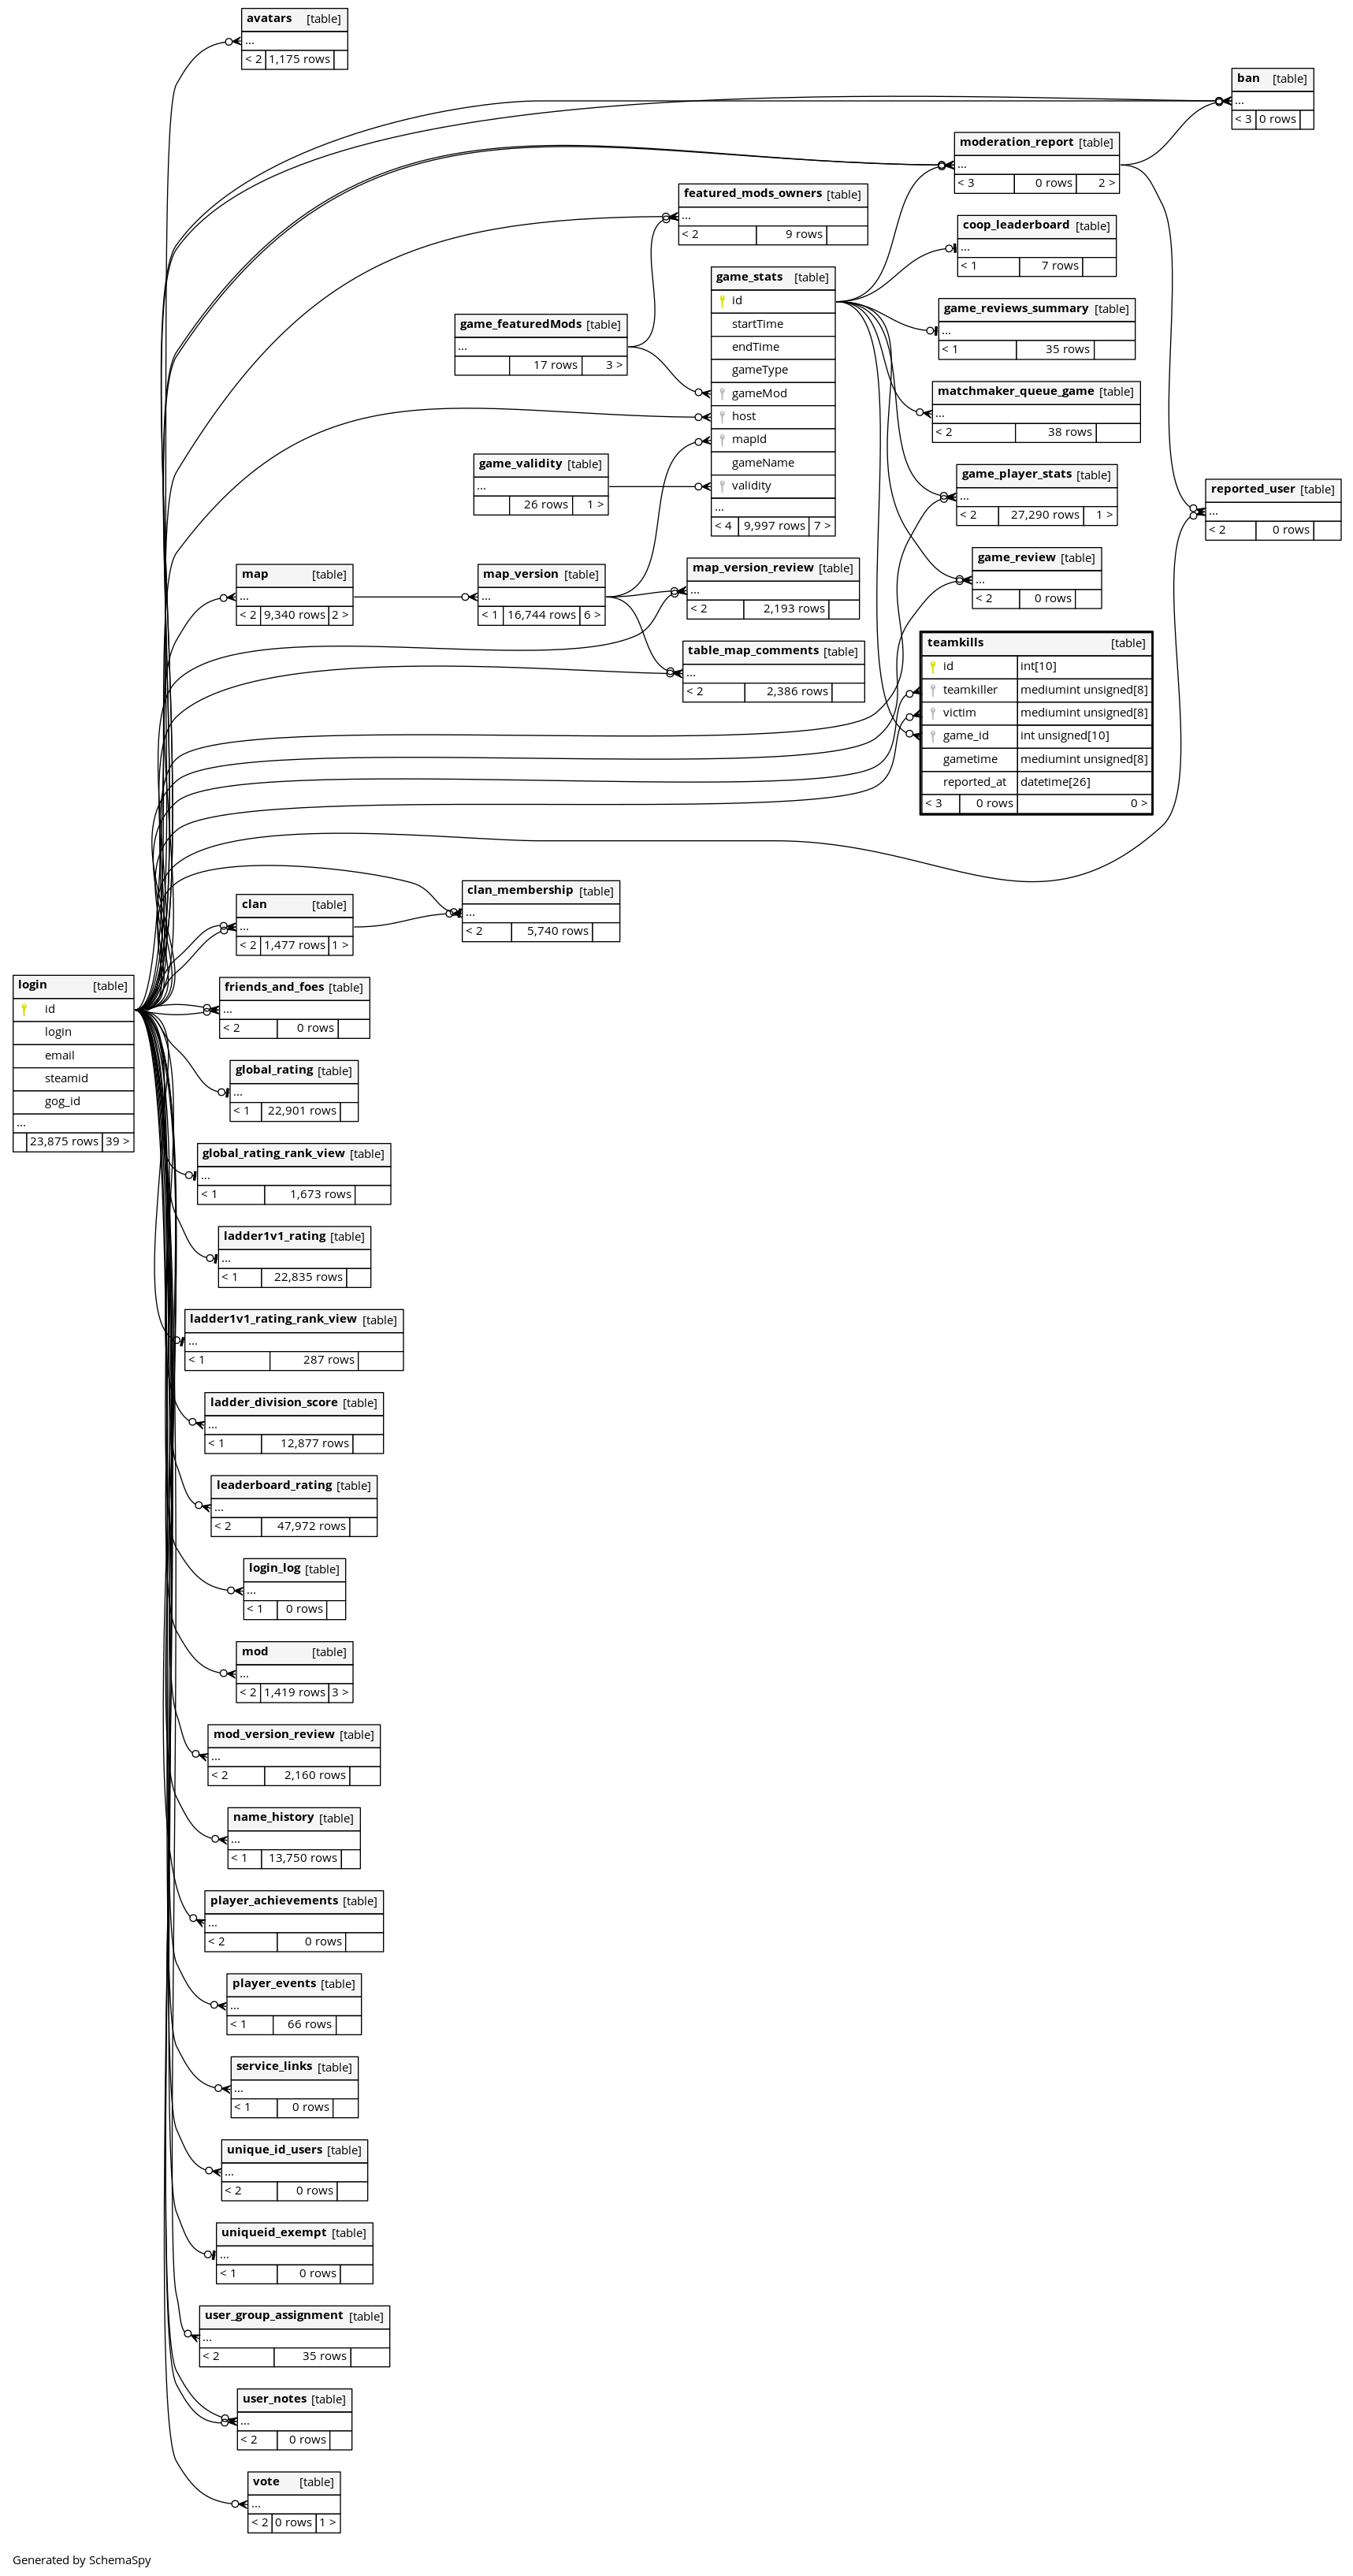 avatars [table]
...
< 2 1,175 rows
ban [table]
...
< 3 0 rows
moderation_report [table]
...
< 3 0 rows 2 >
featured_mods_owners [table]
...
< 2 9 rows
coop_leaderboard [table]
...
< 1 7 rows
game_stats [table]
id
startTime
endTime
gameType
gameMod
host
mapId
gameName
validity
...
< 4 9,997 rows 7 >
game_reviews_summary [table]
...
< 1 35 rows
game_featuredMods [table]
...
17 rows 3 >
matchmaker_queue_game [table]
...
< 2 38 rows
game_validity [table]
...
26 rows 1 >
game_player_stats [table]
...
< 2 27,290 rows 1 >
reported_user [table]
...
< 2 0 rows
game_review [table]
...
< 2 0 rows
map [table]
...
< 2 9,340 rows 2 >
map_version [table]
...
< 1 16,744 rows 6 >
map_version_review [table]
...
< 2 2,193 rows
table_map_comments [table]
...
< 2 2,386 rows
teamkills [table]
id int[10]
teamkiller mediumint unsigned[8]
victim mediumint unsigned[8]
game_id int unsigned[10]
gametime mediumint unsigned[8]
reported_at datetime[26]
< 3 0 rows 0 >
clan_membership [table]
...
< 2 5,740 rows
clan [table]
...
< 2 1,477 rows 1 >
login [table]
id
login
email
steamid
gog_id
...
23,875 rows 39 >
friends_and_foes [table]
...
< 2 0 rows
global_rating [table]
...
< 1 22,901 rows
global_rating_rank_view [table]
...
< 1 1,673 rows
ladder1v1_rating [table]
...
< 1 22,835 rows
ladder1v1_rating_rank_view [table]
...
< 1 287 rows
ladder_division_score [table]
...
< 1 12,877 rows
leaderboard_rating [table]
...
< 2 47,972 rows
login_log [table]
...
< 1 0 rows
mod [table]
...
< 2 1,419 rows 3 >
mod_version_review [table]
...
< 2 2,160 rows
name_history [table]
...
< 1 13,750 rows
player_achievements [table]
...
< 2 0 rows
player_events [table]
...
< 1 66 rows
service_links [table]
...
< 1 0 rows
unique_id_users [table]
...
< 2 0 rows
uniqueid_exempt [table]
...
< 1 0 rows
user_group_assignment [table]
...
< 2 35 rows
user_notes [table]
...
< 2 0 rows
vote [table]
...
< 2 0 rows 1 >
Generated by SchemaSpy